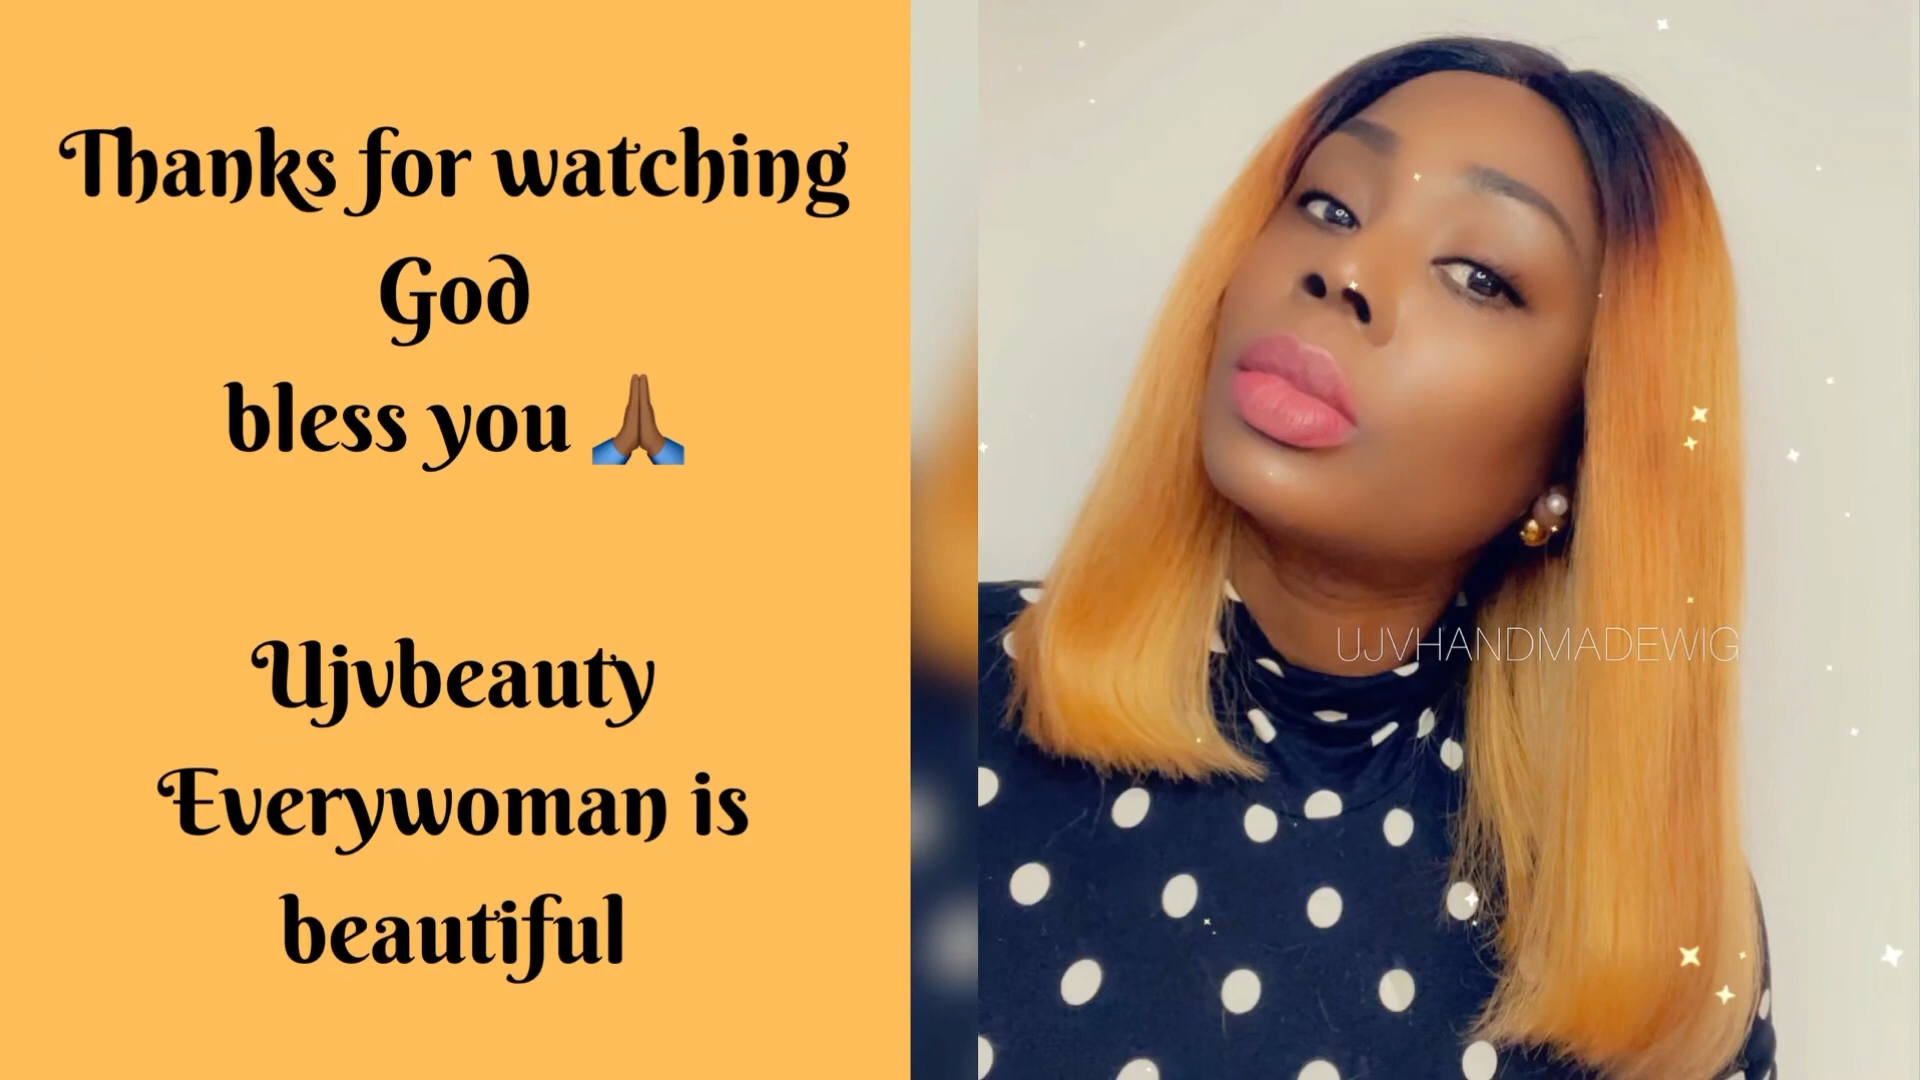 Thanks for watching
God
bless you 🙏🏾
Ujvbeauty
Everywoman is
beautiful
UJVHANDMADEWIG